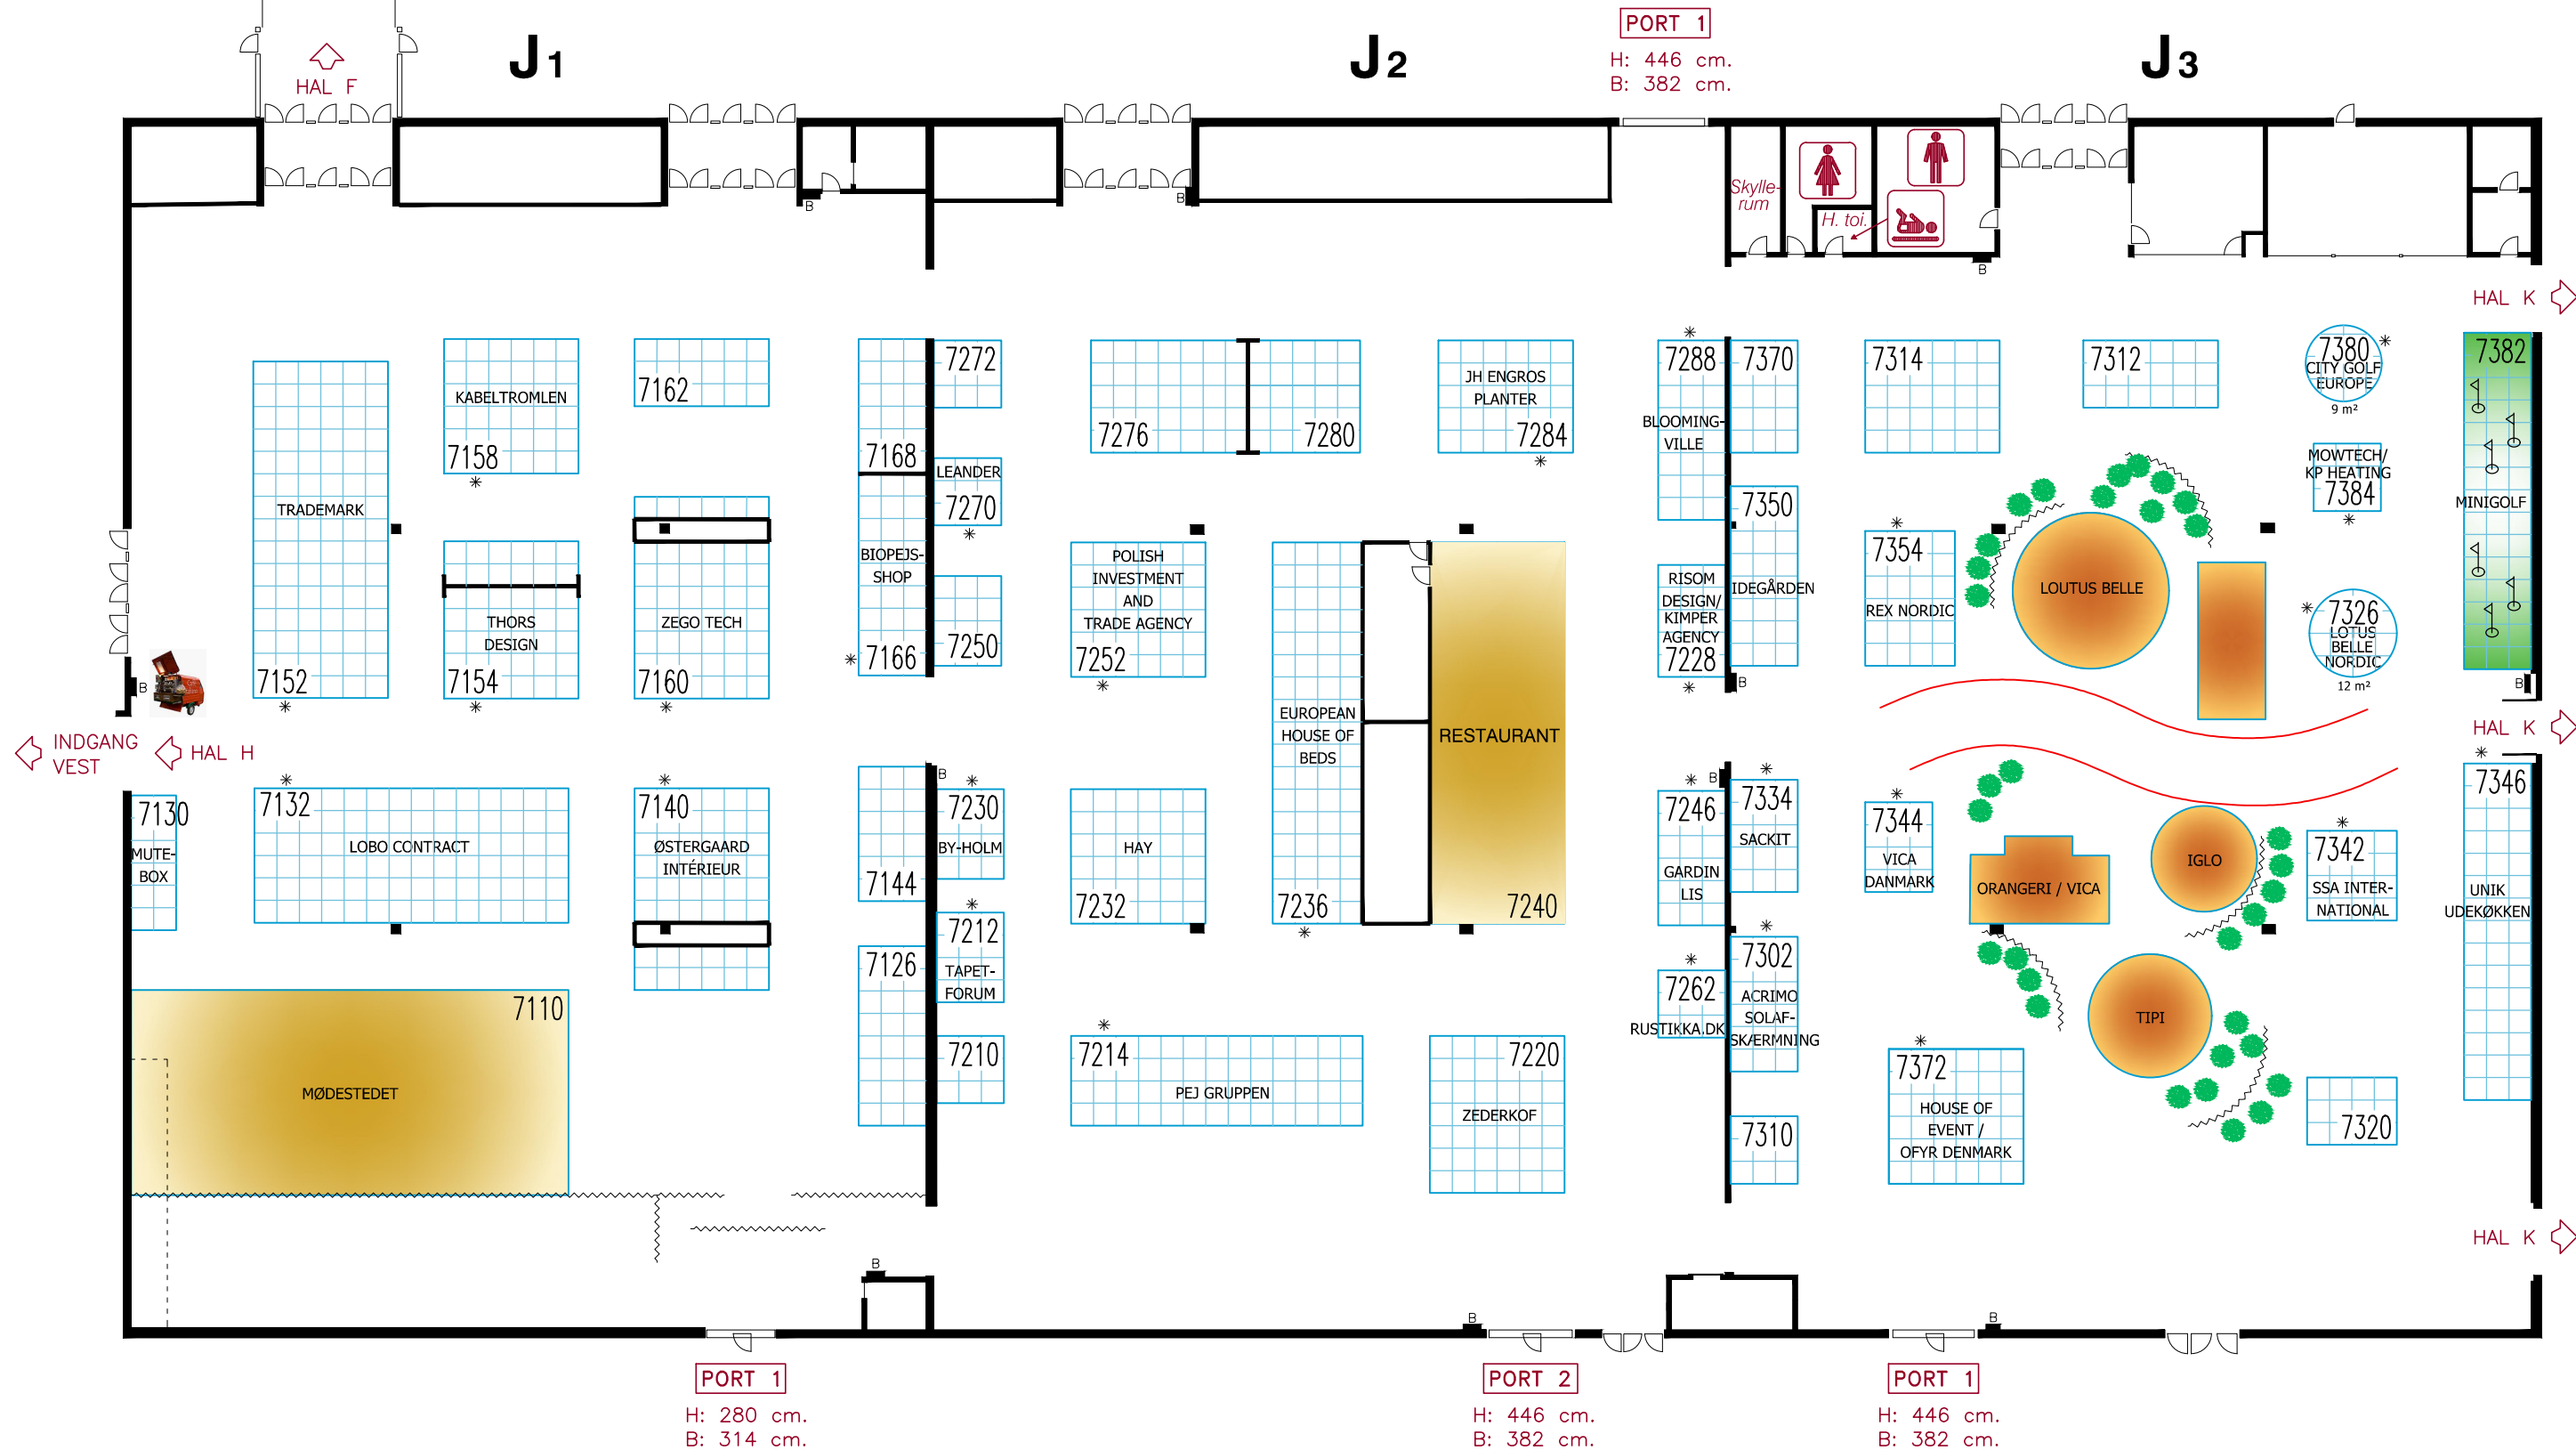 J1
J2
J3
PORT 1
H: 446 cm.
B: 382 cm.
HAL F
B
B
Skylle-
rum
H. toi.
B
HAL K
7162
KABELTROMLEN
7158
TRADEMARK
7152
THORS
DESIGN
7154
ZEGO TECH
7160
7168
BIOPEJS-
SHOP
7166
7272
LEANDER
7270
7250
7276
7280
JH ENGROS
PLANTER
7284
POLISH
INVESTMENT
AND
TRADE AGENCY
7252
EUROPEAN
HOUSE OF
BEDS
7236
RESTAURANT
7240
7288
BLOOMING-
VILLE
RISOM
DESIGN/
KIMPER
AGENCY
7228
7370
7350
IDEGÅRDEN
B
7314
7312
7354
REX NORDIC
LOUTUS BELLE
7380
CITY GOLF
EUROPE
9 m²
MOWTECH/
KP HEATING
7384
7326
LOTUS
BELLE
NORDIC
12 m²
7382
MINIGOLF
B
B
INDGANG
VEST
HAL H
HAL K
7130
MUTE-
BOX
7132
LOBO CONTRACT
7140
ØSTERGAARD
INTÉRIEUR
7144
7126
B
7230
BY-HOLM
7212
TAPET-
FORUM
7210
HAY
7232
7214
PEJ GRUPPEN
7220
ZEDERKOF
B
7246
GARDIN
LIS
7262
RUSTIKKA.DK
7334
SACKIT
7302
ACRIMO
SOLAF-
SKÆRMNING
7310
7344
VICA
DANMARK
ORANGERI / VICA
IGLO
TIPI
7342
SSA INTER-
NATIONAL
7346
UNIK
UDEKØKKEN
7372
HOUSE OF
EVENT /
OFYR DENMARK
7320
7110
MØDESTEDET
HAL K
B
B
B
PORT 1
H: 280 cm.
B: 314 cm.
PORT 2
H: 446 cm.
B: 382 cm.
PORT 1
H: 446 cm.
B: 382 cm.